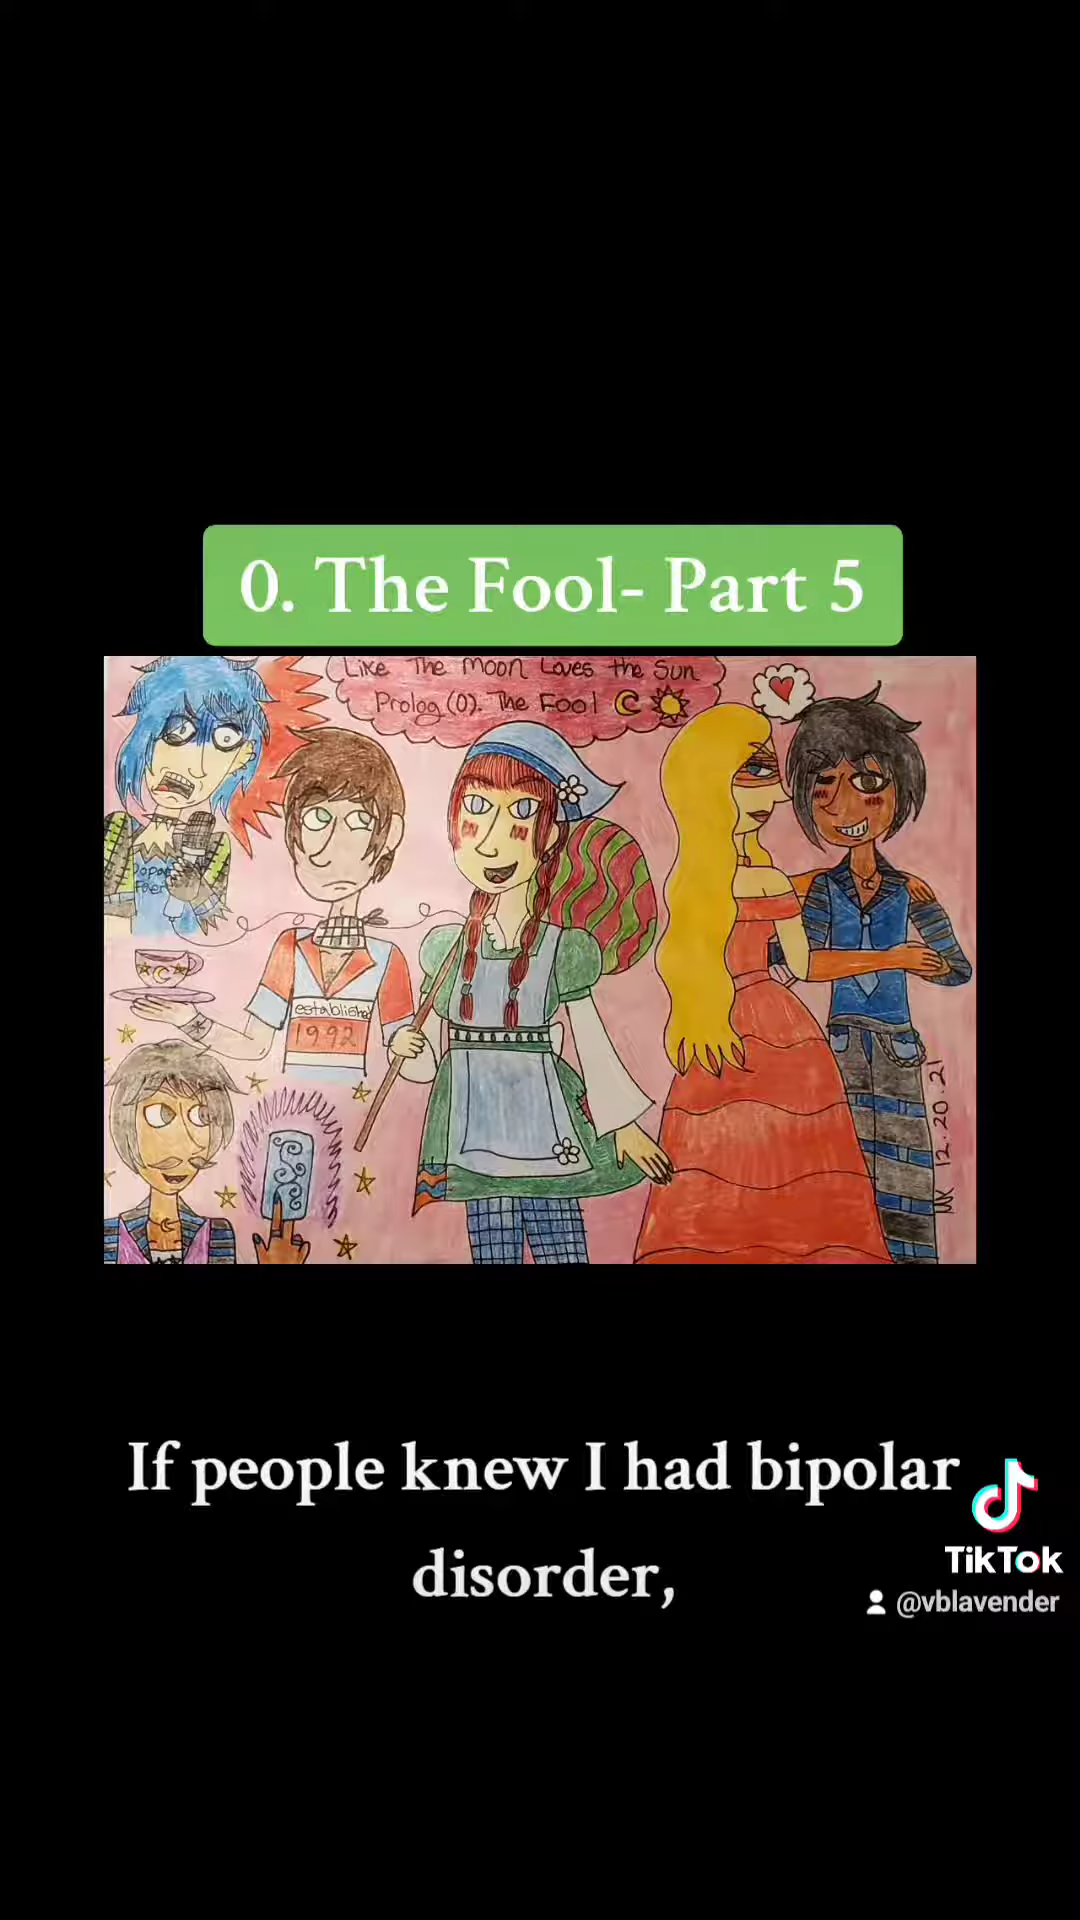 0. The Fool- Part 5
Like The Moon Loves the Sun
Prolog (0). The Fool
established
1992
12.20.21
MK
If people knew I had bipolar
disorder,
TikTok
@vblavender